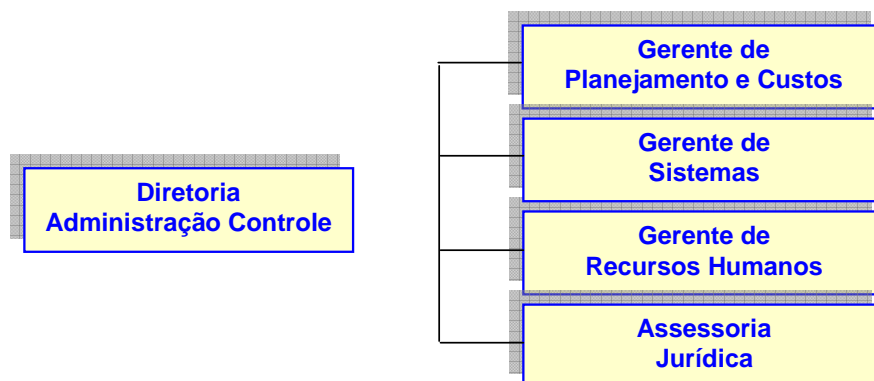 Diretoria
Administração Controle
Gerente de
Planejamento e Custos
Gerente de
Sistemas
Gerente de
Recursos Humanos
Assessoria
Jurídica